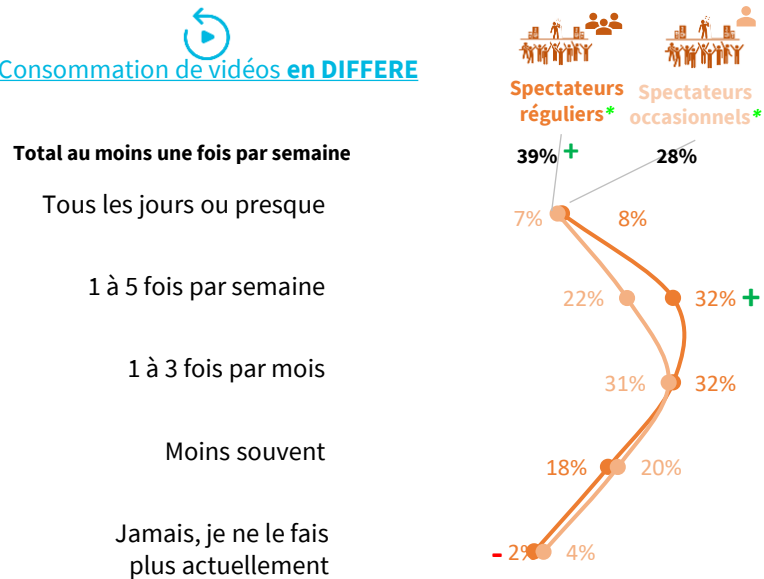 Consommation de vidéos en DIFFERE
Spectateurs
réguliers*
Spectateurs
occasionnels*
Total au moins une fois par semaine
39% +
28%
Tous les jours ou presque
7%
8%
1 à 5 fois par semaine
22%
32% +
1 à 3 fois par mois
31%
32%
Moins souvent
18%
20%
Jamais, je ne le fais
plus actuellement
- 2%
4%